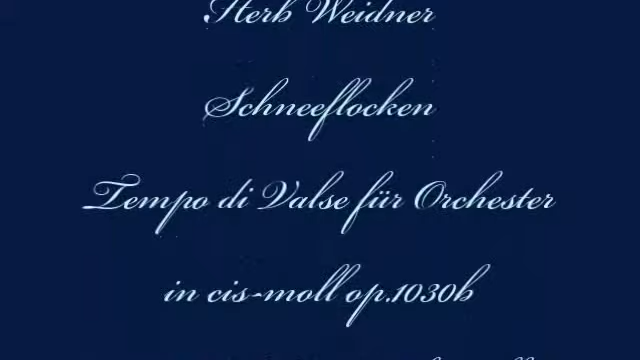 Herb Weidner
Schneeflocken
Tempo di Valse für Orchester
in cis-moll op.1030b